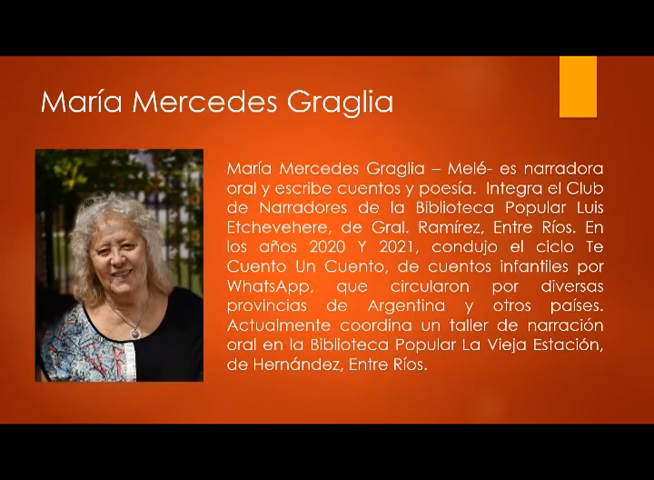 María Mercedes Graglia
María Mercedes Graglia – Melé- es narradora
oral y escribe cuentos y poesía. Integra el Club
de Narradores de la Biblioteca Popular Luis
Etchevehere, de Gral. Ramírez, Entre Ríos. En
los años 2020 Y 2021, condujo el ciclo Te
Cuento Un Cuento, de cuentos infantiles por
WhatsApp, que circularon por diversas
provincias de Argentina y otros países.
Actualmente coordina un taller de narración
oral en la Biblioteca Popular La Vieja Estación,
de Hernández, Entre Ríos.